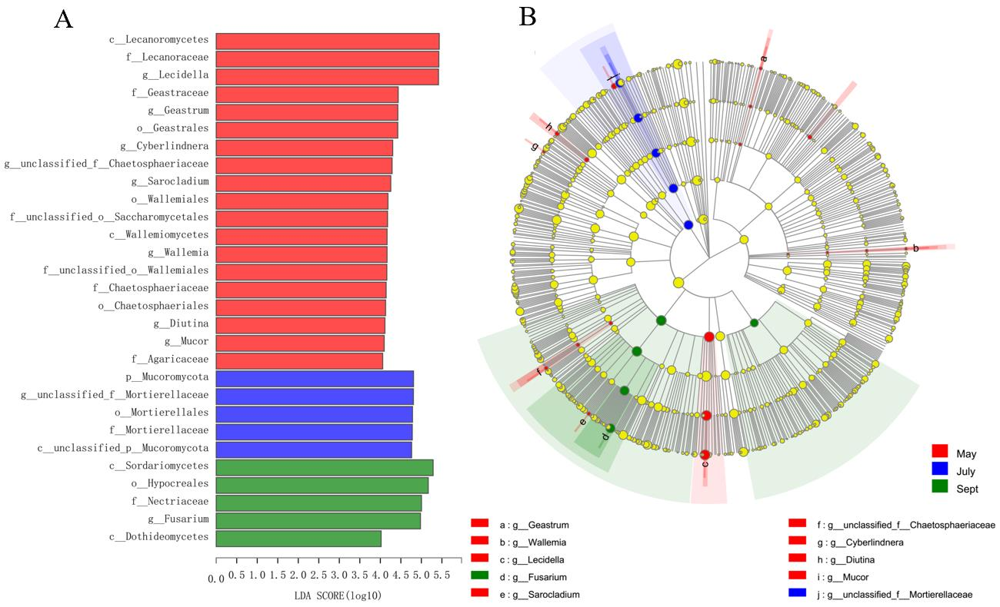 A
B
c__Lecanoromycetes
f__Lecanoraceae
g__Lecidella
f__Geastraceae
g__Geastrum
o__Geastrales
g__Cyberlindnera
g__unclassified_f__Chaetosphaeriaceae
g__Sarocladium
o__Wallemiales
f__unclassified_o__Saccharomycetales
c__Wallemiomycetes
g__Wallemia
f__unclassified_o__Wallemiales
f__Chaetosphaeriaceae
o__Chaetosphaeriales
g__Diutina
g__Mucor
f__Agaricaceae
p__Mucoromycota
g__unclassified_f__Mortierellaceae
o__Mortierellales
f__Mortierellaceae
c__unclassified_p__Mucoromycota
c__Sordariomycetes
o__Hypocreales
f__Nectriaceae
g__Fusarium
c__Dothideomycetes
0.0 0.5 1.0 1.5 2.0 2.5 3.0 3.5 4.0 4.5 5.0 5.5
LDA SCORE(log10)
a
b
c
d
e
f
g
h
i
j
May
July
Sept
a : g__Geastrum
b : g__Wallemia
c : g__Lecidella
d : g__Fusarium
e : g__Sarocladium
f : g__unclassified_f__Chaetosphaeriaceae
g : g__Cyberlindnera
h : g__Diutina
i : g__Mucor
j : g__unclassified_f__Mortierellaceae